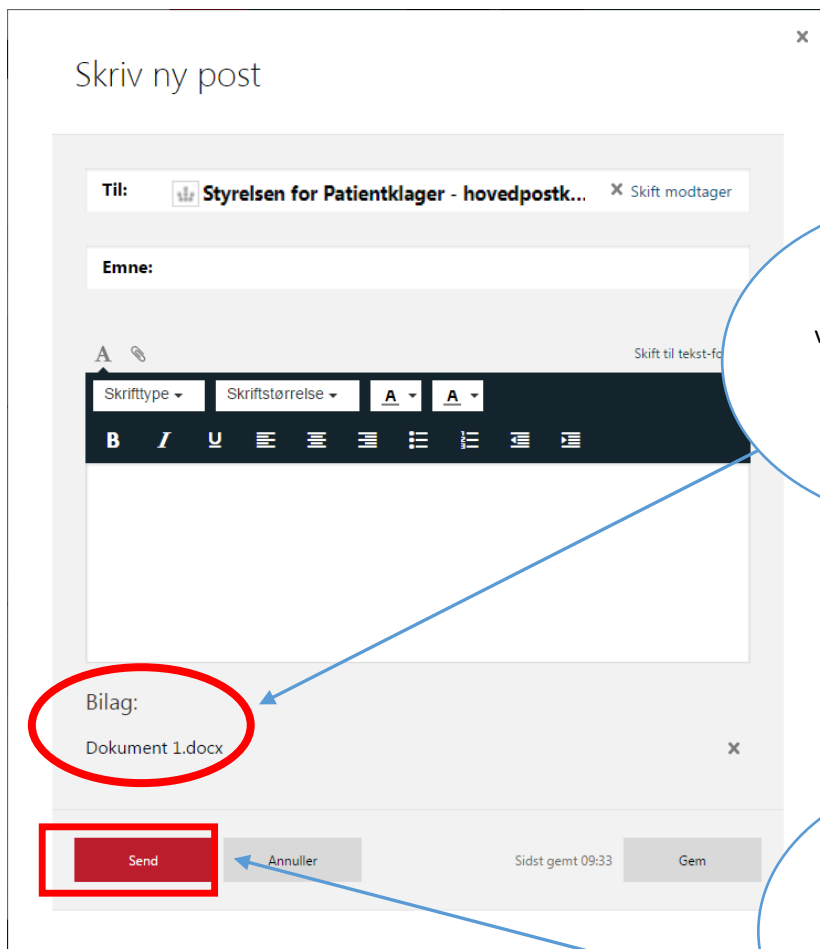 Skriv ny post
Til: Styrelsen for Patientklager - hovedpostk... Skift modtager
Emne:
A Skift til tekst-fo
Skrifttype Skriftstørrelse A A
B I U
Bilag:
Dokument 1.docx
Send Annuller Sidst gemt 09:33 Gem